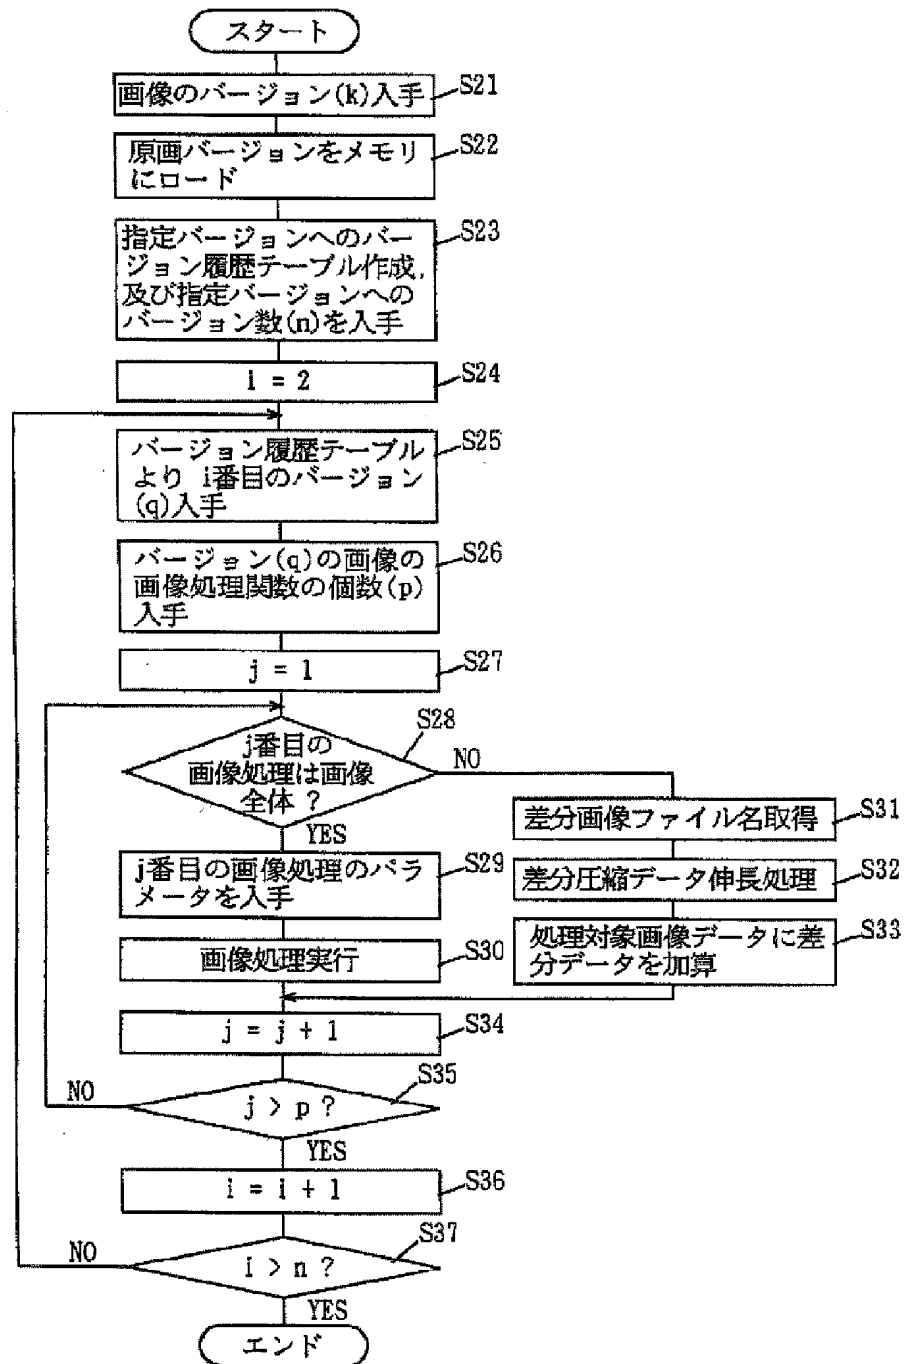 スタート
画像のバージョン(k)入手
S21
原画バージョンをメモリ
にロード
S22
指定バージョンへのバー
ジョン履歴テーブル作成,
及び指定バージョンへの
バージョン数(n)を入手
S23
i = 2
S24
バージョン履歴テーブル
より i番目のバージョン
(q)入手
S25
バージョン(q)の画像の
画像処理関数の個数(p)
入手
S26
j = 1
S27
j番目の
画像処理は画像
全体 ?
S28
NO
YES
差分画像ファイル名取得
S31
j番目の画像処理のパラ
メータを入手
S29
差分圧縮データ伸長処理
S32
画像処理実行
S30
処理対象画像データに差
分データを加算
S33
j = j + 1
S34
j > p ?
S35
NO
YES
i = i + 1
S36
i > n ?
S37
NO
YES
エンド